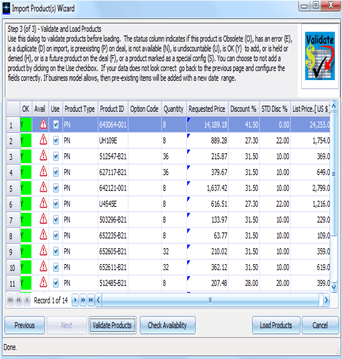 Import Product(s) Wizard
Step 3 (of 3) - Validate and Load Products
Use this dialog to validate products before loading. The status column indicates if this product is Obsolete (O), has an error (E),
is a duplicate (D) on import, is preexisting (P) on deal, is not available (N), is undiscountable (U), is OK (Y) to add, or is held or
denied (H), or is a future product on the deal (F), or a product marked as special config (S). You can choose to not add a
product by clicking on the Use checkbox. If your data does not look correct go back to the previous page and configure the
fields correctly. If business model allows, then pre-existing items will be added with a new date range.
Validate
OK Avail Use Product Type Product ID Option Code Quantity Requested Price Discount % STD Disc % List Price.[ US $]
1 Y PN 643064-001 8 14,189.18 41.50 0.00 24,255.0
2 Y PN UH109E 8 889.28 27.30 22.00 1,754.0
3 Y PN 512547-B21 36 215.87 31.50 10.00 369.0
4 Y PN 627117-B21 36 379.67 31.50 10.00 649.0
5 Y PN 642121-001 8 1,637.42 31.50 10.00 2,799.0
6 Y PN U4545E 8 616.51 27.30 22.00 1,216.0
7 Y PN 503296-B21 8 133.97 31.50 10.00 229.0
8 Y PN 652235-B21 8 63.77 31.50 10.00 109.0
9 Y PN 652605-B21 32 210.02 31.50 10.00 359.0
10 Y PN 652611-B21 32 362.12 31.50 10.00 619.0
11 Y PN 512485-B21 8 207.48 28.00 20.00 399.0
Record 1 of 14
Previous Next Validate Products Check Availability Load Products Cancel
Done.